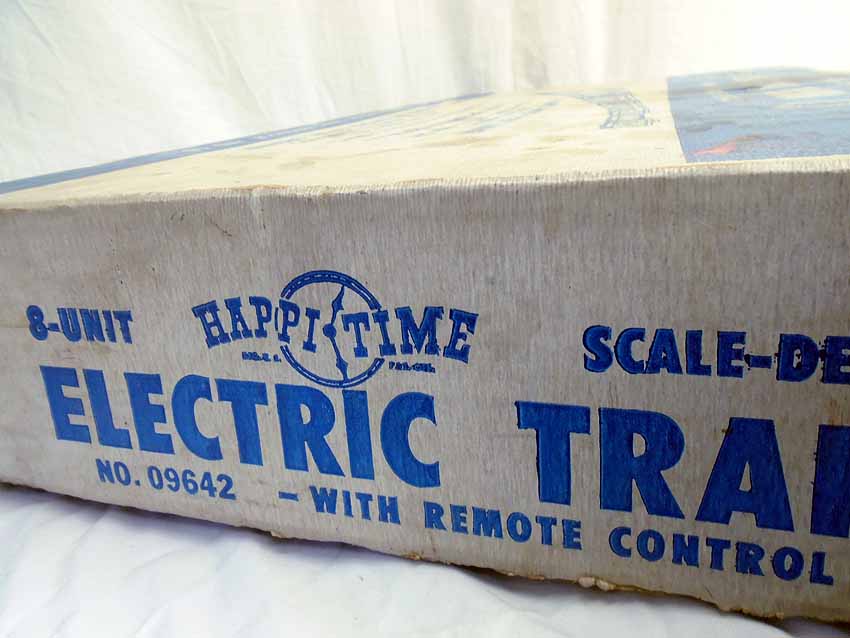 8-UNIT HAPPI TIME SCALE-DE
ELECTRIC TRAI
NO. 09642 - WITH REMOTE CONTROL